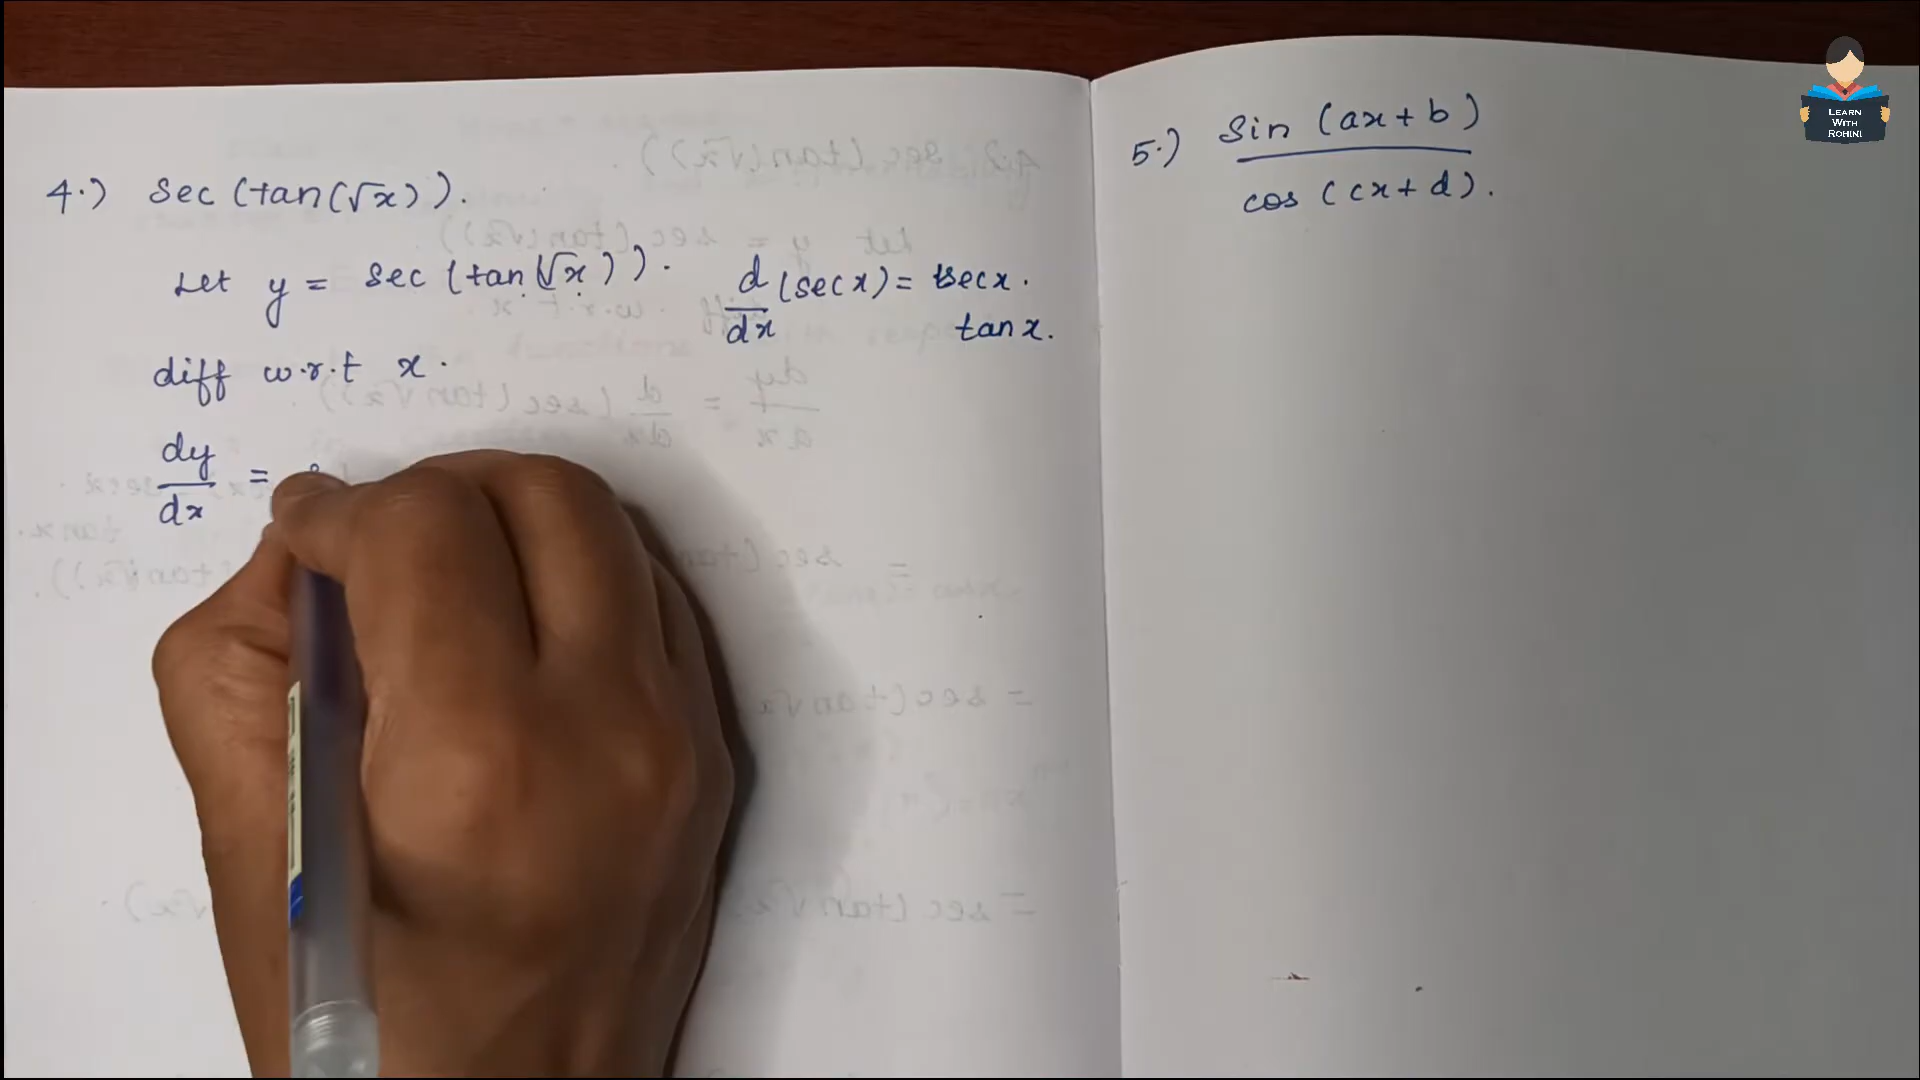 4.) sec (tan(√x)).
Let y = sec (tan(√x)).
d/dx (sec x) = secx.
tan x.
diff w.r.t x.
dy/dx =
5.) sin (ax + b)
cos (cx + d).
LEARN
WITH
ROHINI